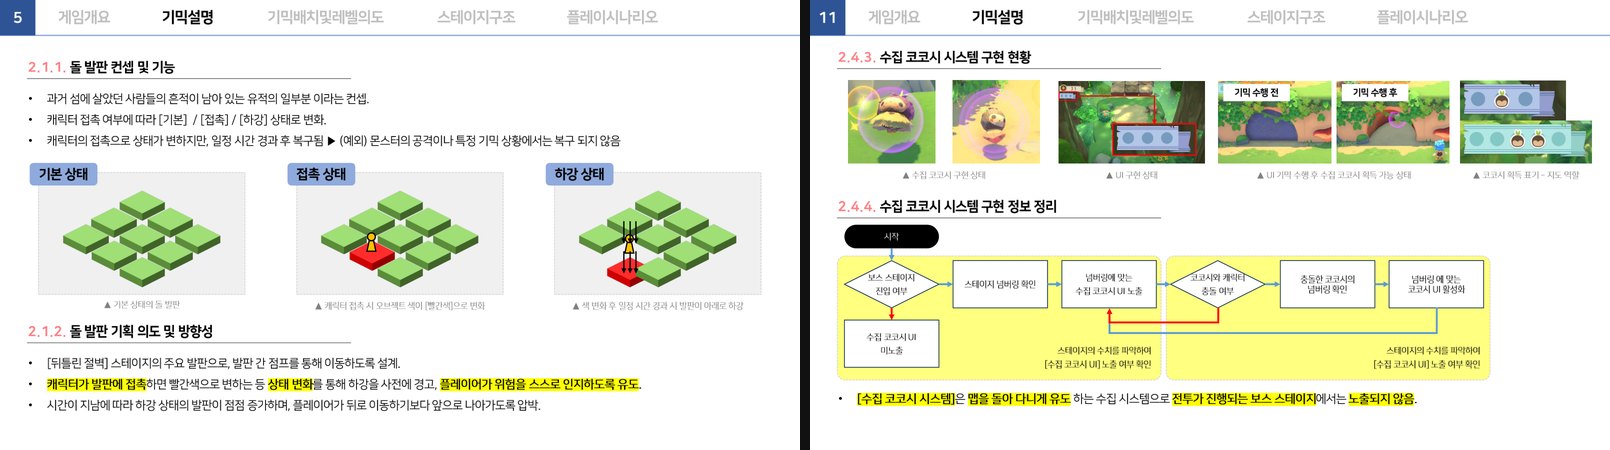 5
게임개요
기믹설명
기믹배치및레벨의도
스테이지구조
플레이시나리오
2.1.1. 돌 발판 컨셉 및 기능
• 과거 섬에 살았던 사람들의 흔적이 남아 있는 유적의 일부분 이라는 컨셉.
• 캐릭터 접촉 여부에 따라 [기본] / [접촉] / [하강] 상태로 변화.
• 캐릭터의 접촉으로 상태가 변하지만, 일정 시간 경과 후 복구됨 ▶ (예외) 몬스터의 공격이나 특정 기믹 상황에서는 복구 되지 않음
기본 상태
접촉 상태
하강 상태
▲ 기본 상태의 돌 발판
▲ 캐릭터 접촉 시 오브젝트 색이 [빨간색]으로 변화
▲ 색 변화 후 일정 시간 경과 시 발판이 아래로 하강
2.1.2. 돌 발판 기획 의도 및 방향성
• [뒤틀린 절벽] 스테이지의 주요 발판으로, 발판 간 점프를 통해 이동하도록 설계.
• 캐릭터가 발판에 접촉하면 빨간색으로 변하는 등 상태 변화를 통해 하강을 사전에 경고, 플레이어가 위험을 스스로 인지하도록 유도.
• 시간이 지남에 따라 하강 상태의 발판이 점점 증가하며, 플레이어가 뒤로 이동하기보다 앞으로 나아가도록 압박.
11
게임개요
기믹설명
기믹배치및레벨의도
스테이지구조
플레이시나리오
2.4.3. 수집 코코시 시스템 구현 현황
기믹 수행 전
기믹 수행 후
▲ 수집 코코시 구현 상태
▲ UI 구현 상태
▲ UI 기믹 수행 후 수집 코코시 획득 가능 상태
▲ 코코시 획득 표기 – 지도 역할
2.4.4. 수집 코코시 시스템 구현 정보 정리
시작
보스 스테이지
진입 여부
스테이지 넘버링 확인
넘버링에 맞는
수집 코코시 UI 노출
코코시와 캐릭터
충돌 여부
충돌한 코코시의
넘버링 확인
넘버링 에 맞는
코코시 UI 활성화
수집 코코시 UI
미노출
스테이지의 수치를 파악하여
[수집 코코시 UI] 노출 여부 확인
스테이지의 수치를 파악하여
[수집 코코시 UI] 노출 여부 확인
• [수집 코코시 시스템]은 맵을 돌아 다니게 유도 하는 수집 시스템으로 전투가 진행되는 보스 스테이지에서는 노출되지 않음.